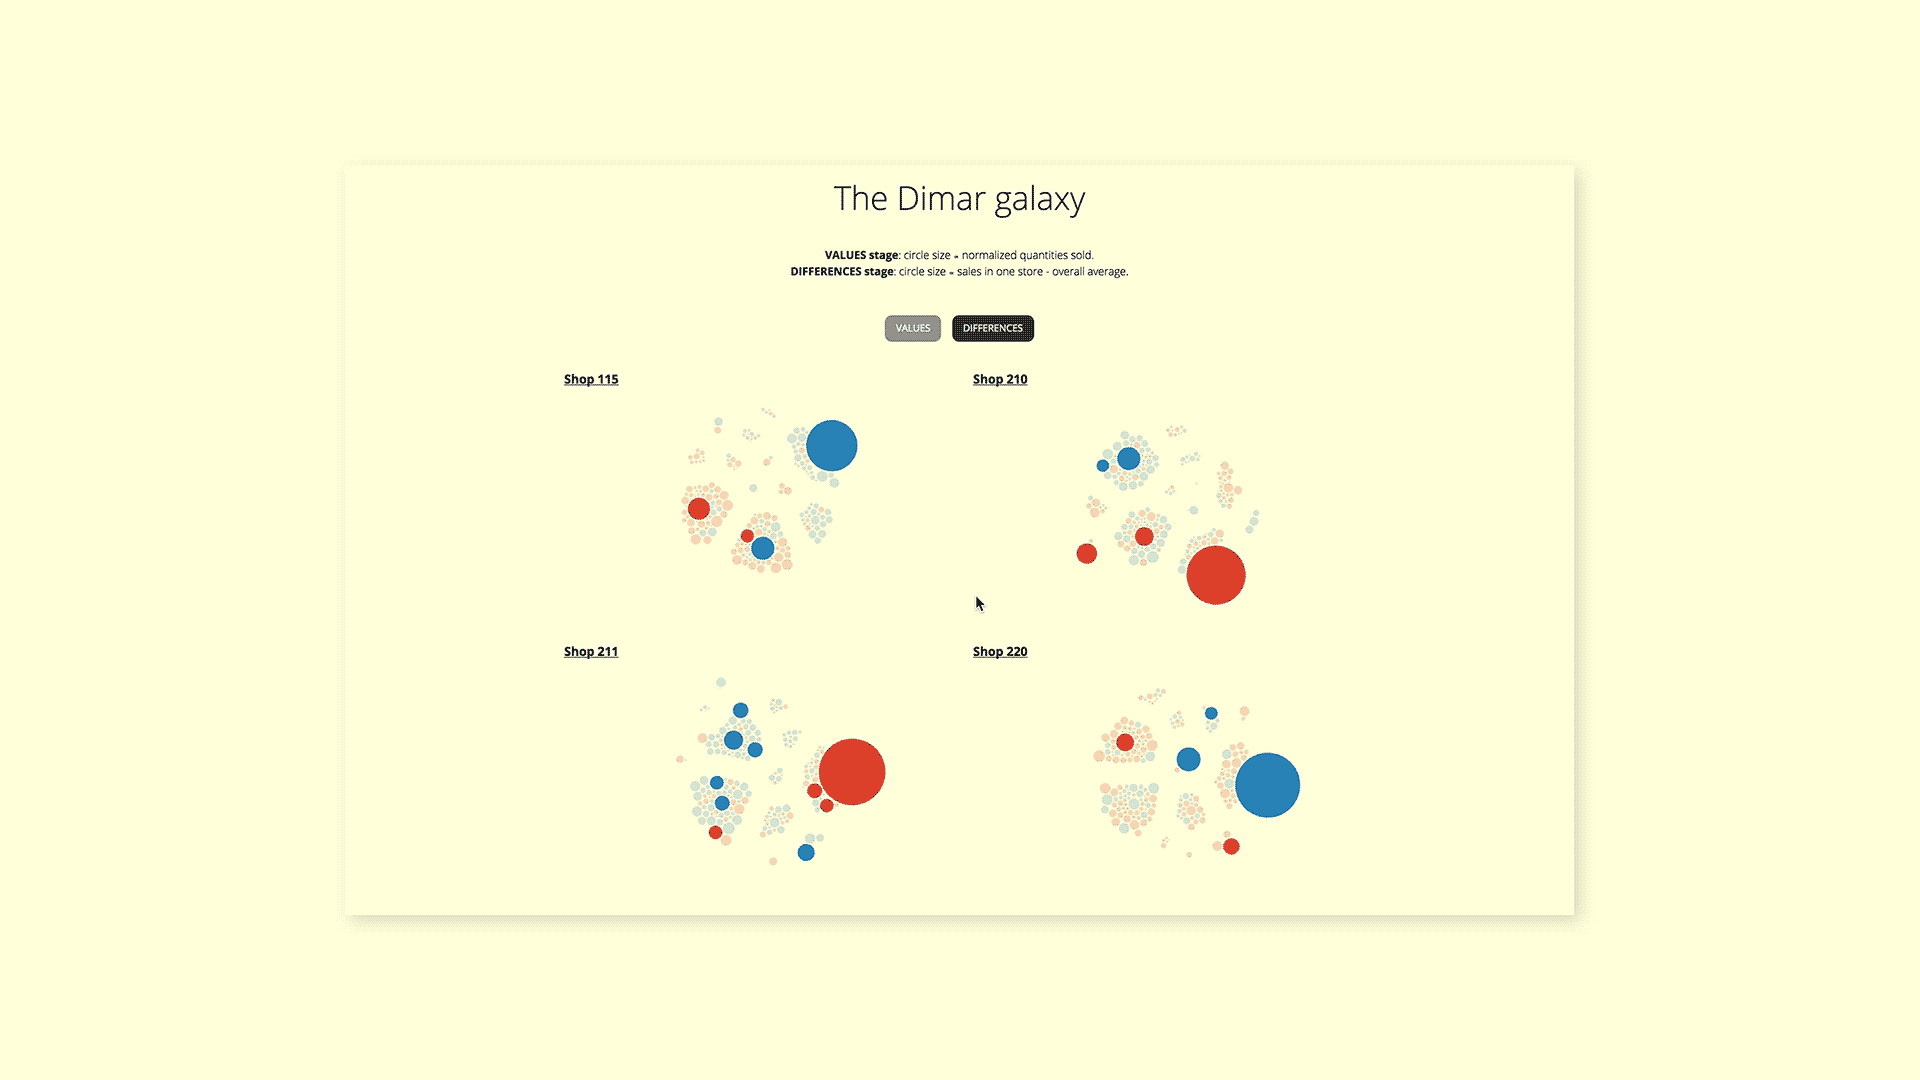 The Dimar galaxy
VALUES stage: circle size = normalized quantities sold.
DIFFERENCES stage: circle size = sales in one store - overall average.
VALUES DIFFERENCES
Shop 115 Shop 210
Shop 211 Shop 220